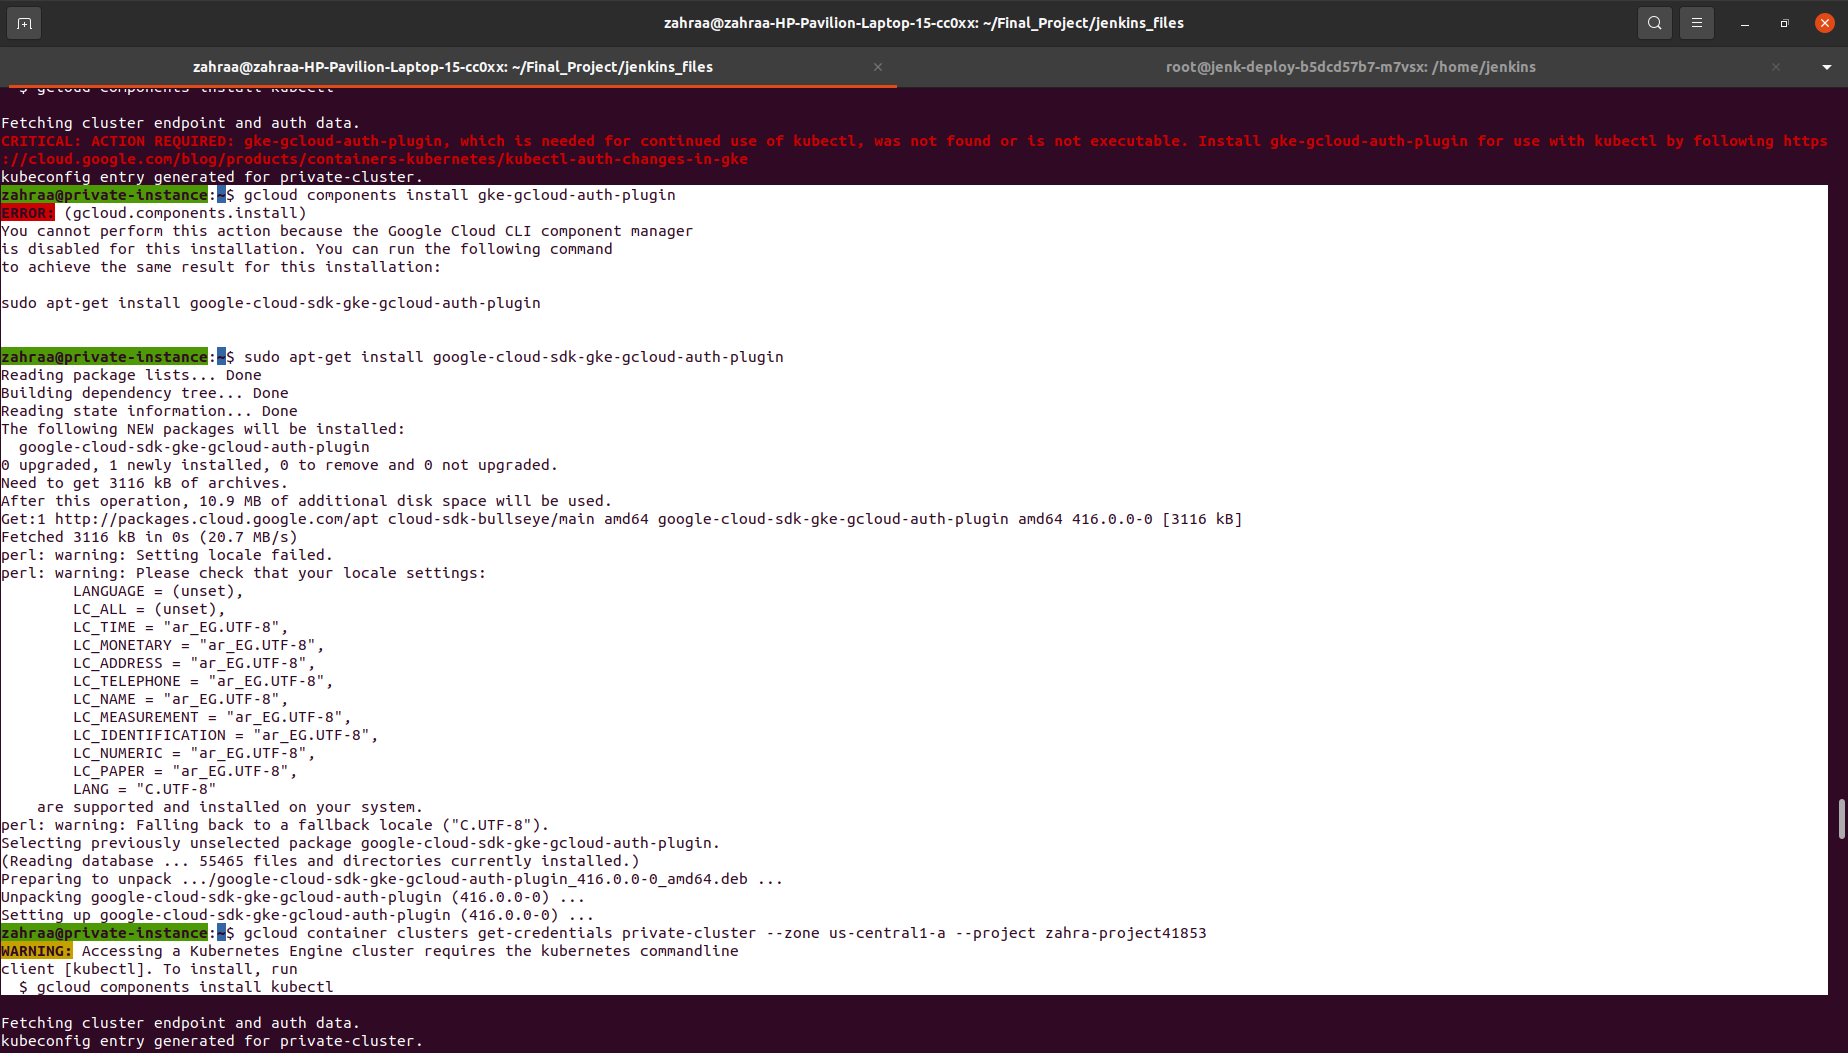 zahraa@zahraa-HP-Pavilion-Laptop-15-cc0xx: ~/Final_Project/jenkins_files
zahraa@zahraa-HP-Pavilion-Laptop-15-cc0xx: ~/Final_Project/jenkins_files
root@jenk-deploy-b5dcd57b7-m7vsx: /home/jenkins
$ gcloud components install kubectl
Fetching cluster endpoint and auth data.
CRITICAL: ACTION REQUIRED: gke-gcloud-auth-plugin, which is needed for continued use of kubectl, was not found or is not executable. Install gke-gcloud-auth-plugin for use with kubectl by following https
://cloud.google.com/blog/products/containers-kubernetes/kubectl-auth-changes-in-gke
kubeconfig entry generated for private-cluster.
zahraa@private-instance:~$ gcloud components install gke-gcloud-auth-plugin
ERROR: (gcloud.components.install)
You cannot perform this action because the Google Cloud CLI component manager
is disabled for this installation. You can run the following command
to achieve the same result for this installation:
sudo apt-get install google-cloud-sdk-gke-gcloud-auth-plugin
zahraa@private-instance:~$ sudo apt-get install google-cloud-sdk-gke-gcloud-auth-plugin
Reading package lists... Done
Building dependency tree... Done
Reading state information... Done
The following NEW packages will be installed:
google-cloud-sdk-gke-gcloud-auth-plugin
0 upgraded, 1 newly installed, 0 to remove and 0 not upgraded.
Need to get 3116 kB of archives.
After this operation, 10.9 MB of additional disk space will be used.
Get:1 http://packages.cloud.google.com/apt cloud-sdk-bullseye/main amd64 google-cloud-sdk-gke-gcloud-auth-plugin amd64 416.0.0-0 [3116 kB]
Fetched 3116 kB in 0s (20.7 MB/s)
perl: warning: Setting locale failed.
perl: warning: Please check that your locale settings:
LANGUAGE = (unset),
LC_ALL = (unset),
LC_TIME = "ar_EG.UTF-8",
LC_MONETARY = "ar_EG.UTF-8",
LC_ADDRESS = "ar_EG.UTF-8",
LC_TELEPHONE = "ar_EG.UTF-8",
LC_NAME = "ar_EG.UTF-8",
LC_MEASUREMENT = "ar_EG.UTF-8",
LC_IDENTIFICATION = "ar_EG.UTF-8",
LC_NUMERIC = "ar_EG.UTF-8",
LC_PAPER = "ar_EG.UTF-8",
LANG = "C.UTF-8"
are supported and installed on your system.
perl: warning: Falling back to a fallback locale ("C.UTF-8").
Selecting previously unselected package google-cloud-sdk-gke-gcloud-auth-plugin.
(Reading database ... 55465 files and directories currently installed.)
Preparing to unpack .../google-cloud-sdk-gke-gcloud-auth-plugin_416.0.0-0_amd64.deb ...
Unpacking google-cloud-sdk-gke-gcloud-auth-plugin (416.0.0-0) ...
Setting up google-cloud-sdk-gke-gcloud-auth-plugin (416.0.0-0) ...
zahraa@private-instance:~$ gcloud container clusters get-credentials private-cluster --zone us-central1-a --project zahra-project41853
WARNING: Accessing a Kubernetes Engine cluster requires the kubernetes commandline
client [kubectl]. To install, run
$ gcloud components install kubectl
Fetching cluster endpoint and auth data.
kubeconfig entry generated for private-cluster.